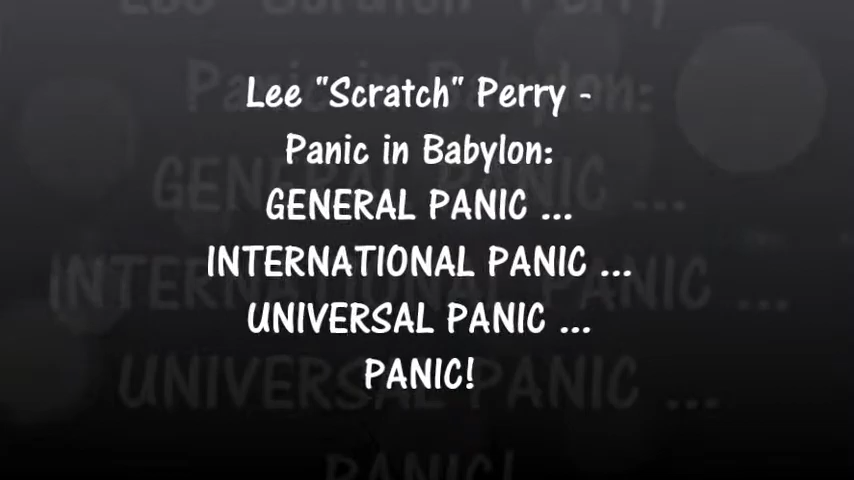 Lee "Scratch" Perry -
Panic in Babylon:
GENERAL PANIC ...
INTERNATIONAL PANIC ...
UNIVERSAL PANIC ...
PANIC!